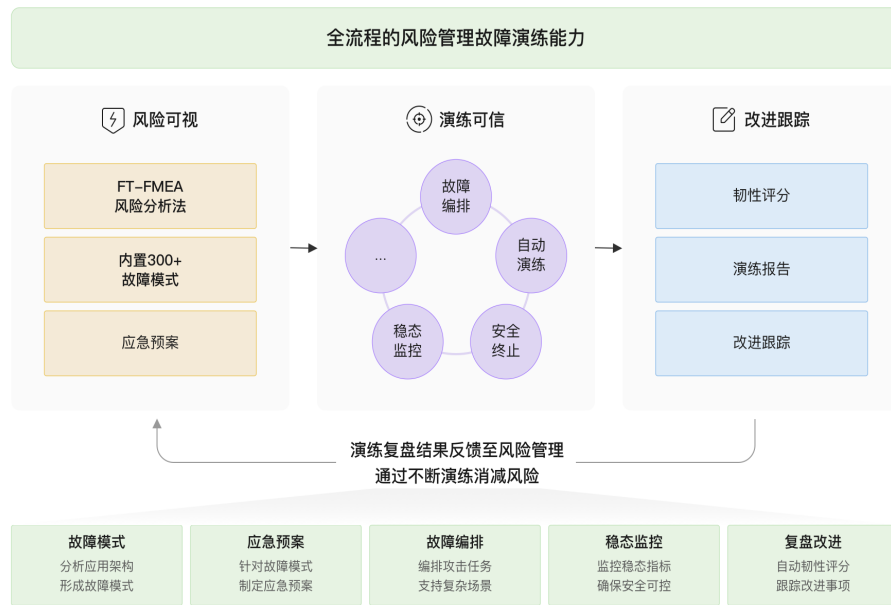 全流程的风险管理故障演练能力
风险可视
FT-FMEA
风险分析法
内置300+
故障模式
应急预案
演练可信
故障
编排
自动
演练
安全
终止
稳态
监控
...
改进跟踪
韧性评分
演练报告
改进跟踪
演练复盘结果反馈至风险管理
通过不断演练消减风险
故障模式
分析应用架构
形成故障模式
应急预案
针对故障模式
制定应急预案
故障编排
编排攻击任务
支持复杂场景
稳态监控
监控稳态指标
确保安全可控
复盘改进
自动韧性评分
跟踪改进事项